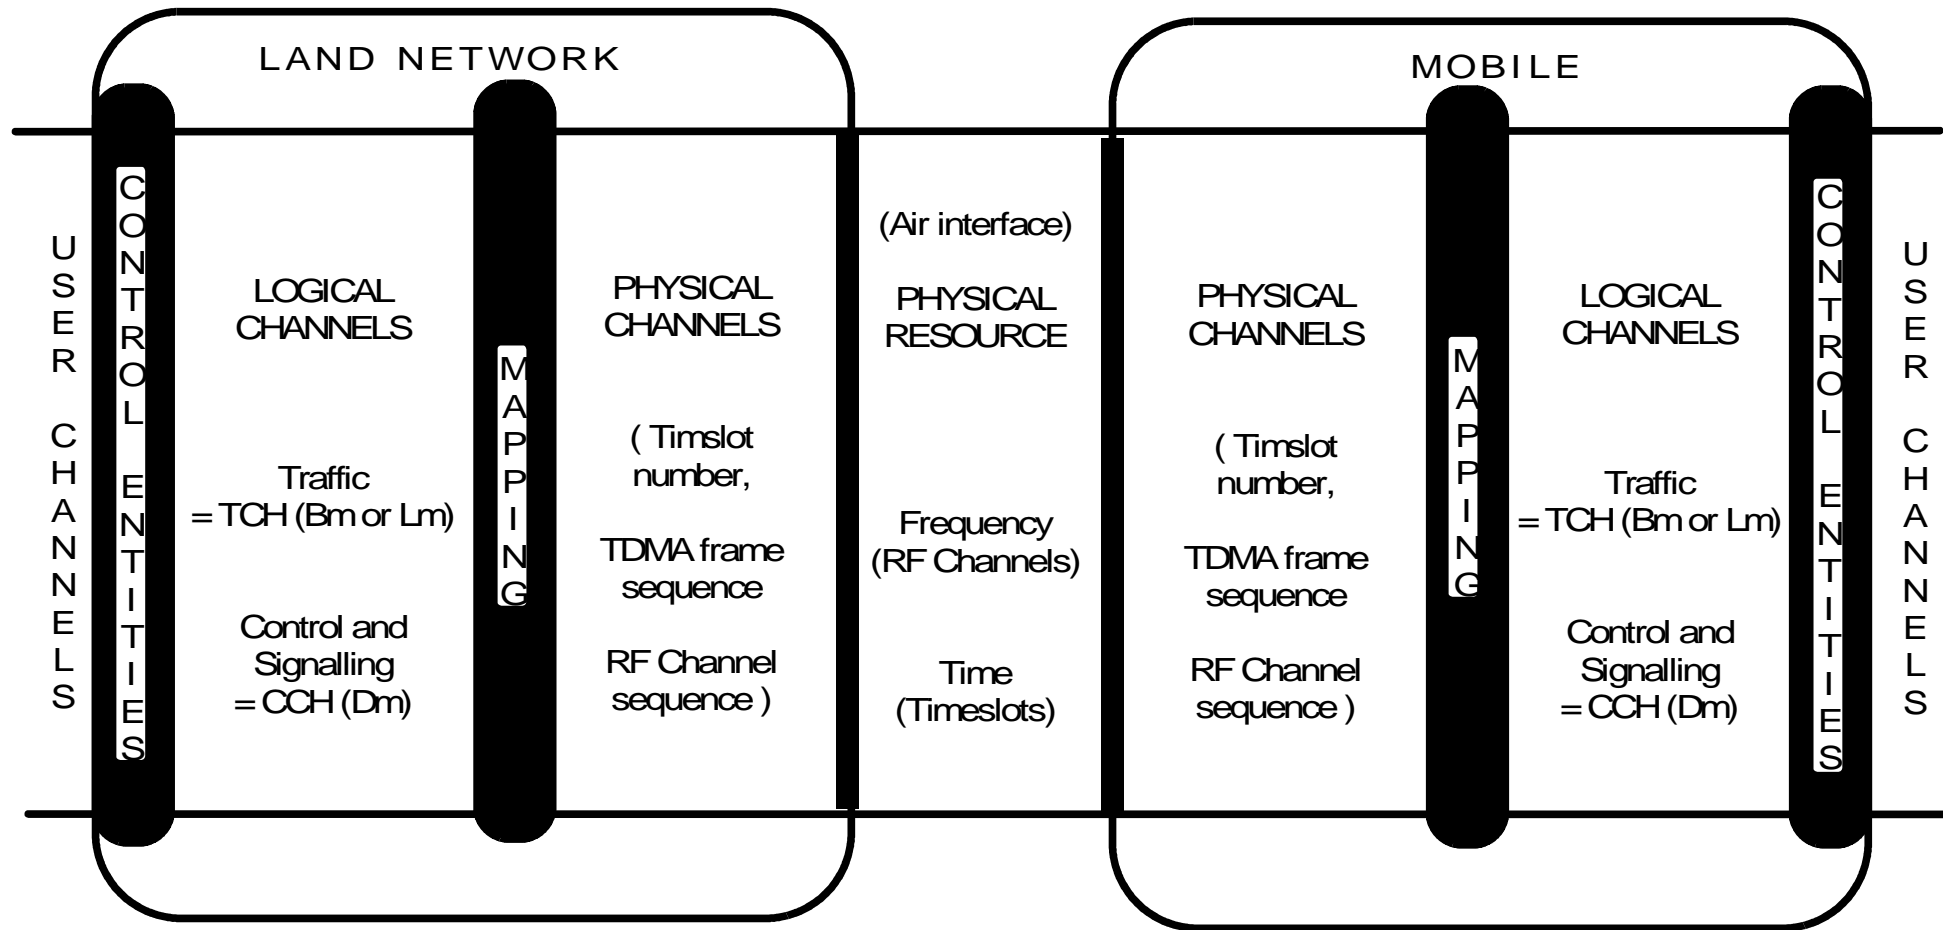 LAND NETWORK
MOBILE
USER CHANNELS
CONTROL ENTITIES
LOGICAL
CHANNELS
Traffic
= TCH (Bm or Lm)
Control and
Signalling
= CCH (Dm)
MAPPING
PHYSICAL
CHANNELS
( Timslot
number,
TDMA frame
sequence
RF Channel
sequence )
(Air interface)
PHYSICAL
RESOURCE
Frequency
(RF Channels)
Time
(Timeslots)
PHYSICAL
CHANNELS
( Timslot
number,
TDMA frame
sequence
RF Channel
sequence )
MAPPING
LOGICAL
CHANNELS
Traffic
= TCH (Bm or Lm)
Control and
Signalling
= CCH (Dm)
CONTROL ENTITIES
USER CHANNELS